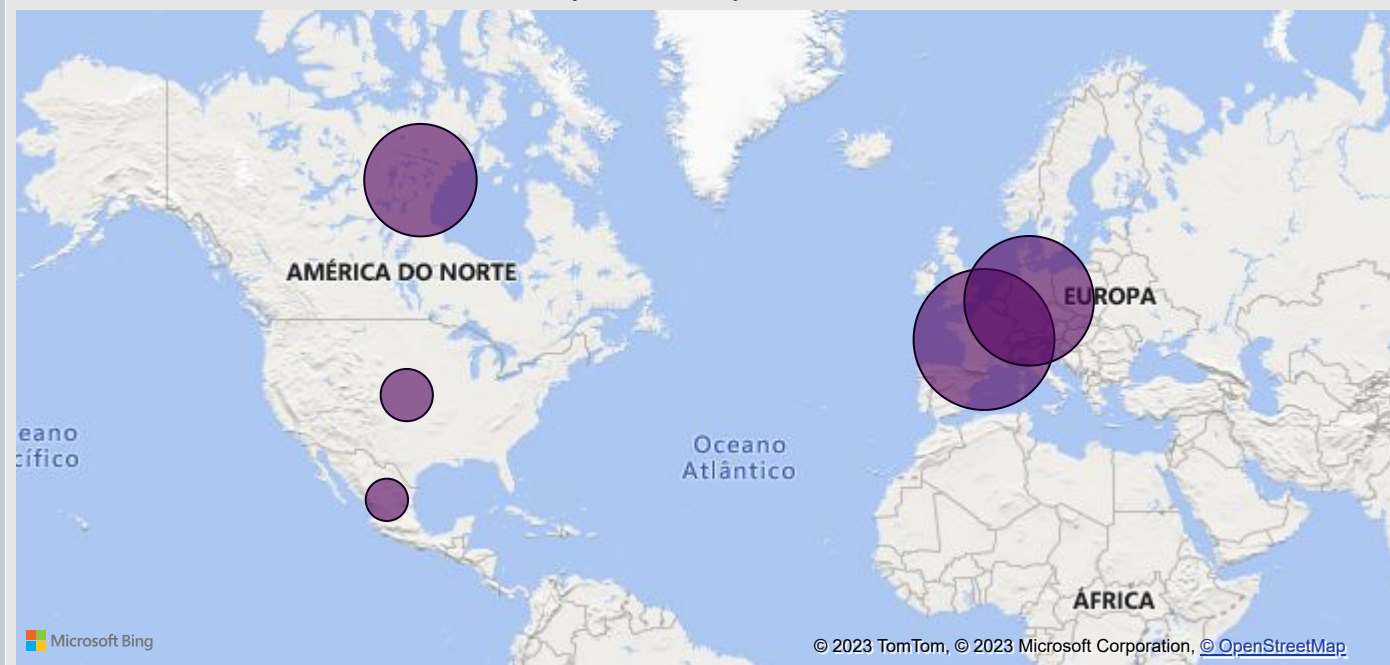 AMÉRICA DO NORTE
EUROPA
eano
cífico
Oceano
Atlântico
ÁFRICA
Microsoft Bing
© 2023 TomTom, © 2023 Microsoft Corporation, © OpenStreetMap